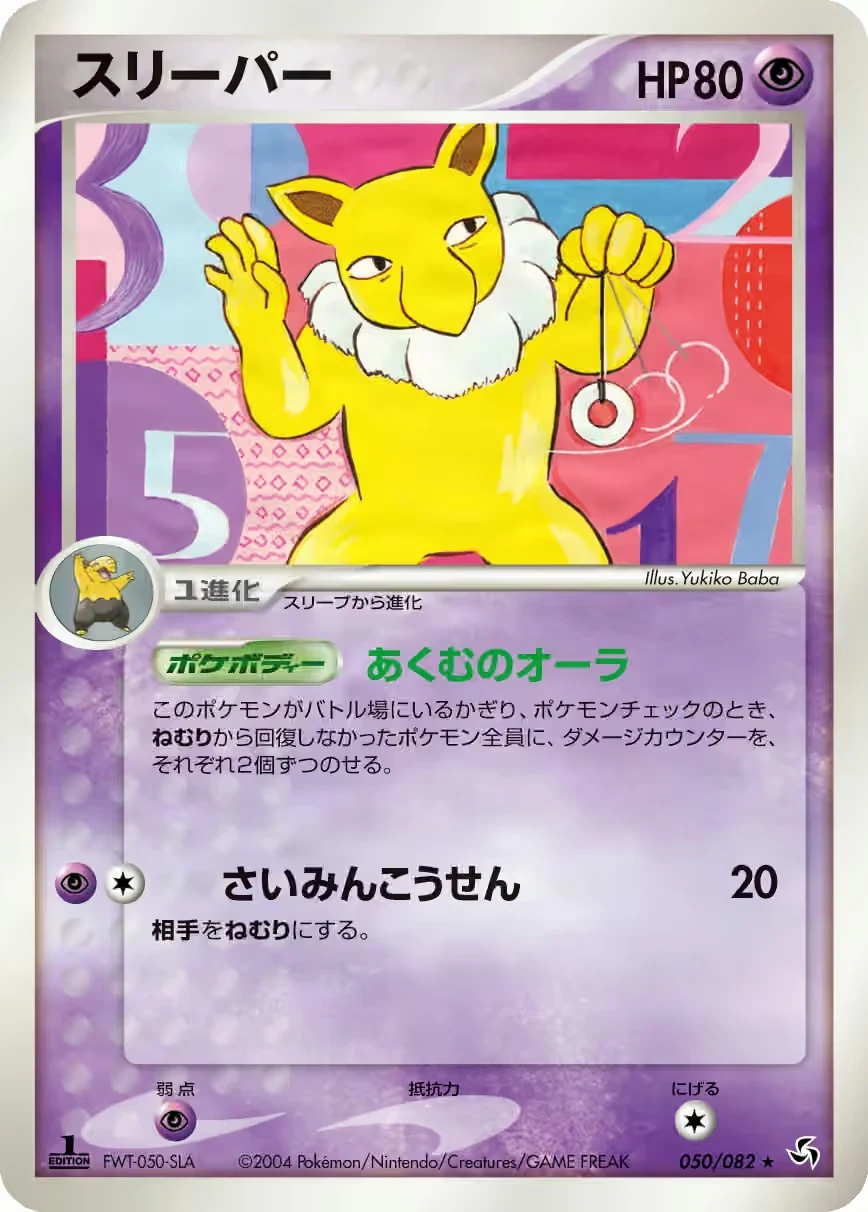 スリーパー
HP80
3
2
5
1
7
Illus. Yukiko Baba
1進化
スリープから進化
ポケボディー あくむのオーラ
このポケモンがバトル場にいるかぎり、ポケモンチェックのとき、
ねむりから回復しなかったポケモン全員に、ダメージカウンターを、
それぞれ2個ずつのせる。
さいみんこうせん 20
相手をねむりにする。
弱点 抵抗力 にげる
1
EDITION
FWT-050-SLA ©2004 Pokémon/Nintendo/Creatures/GAME FREAK 050/082 ★